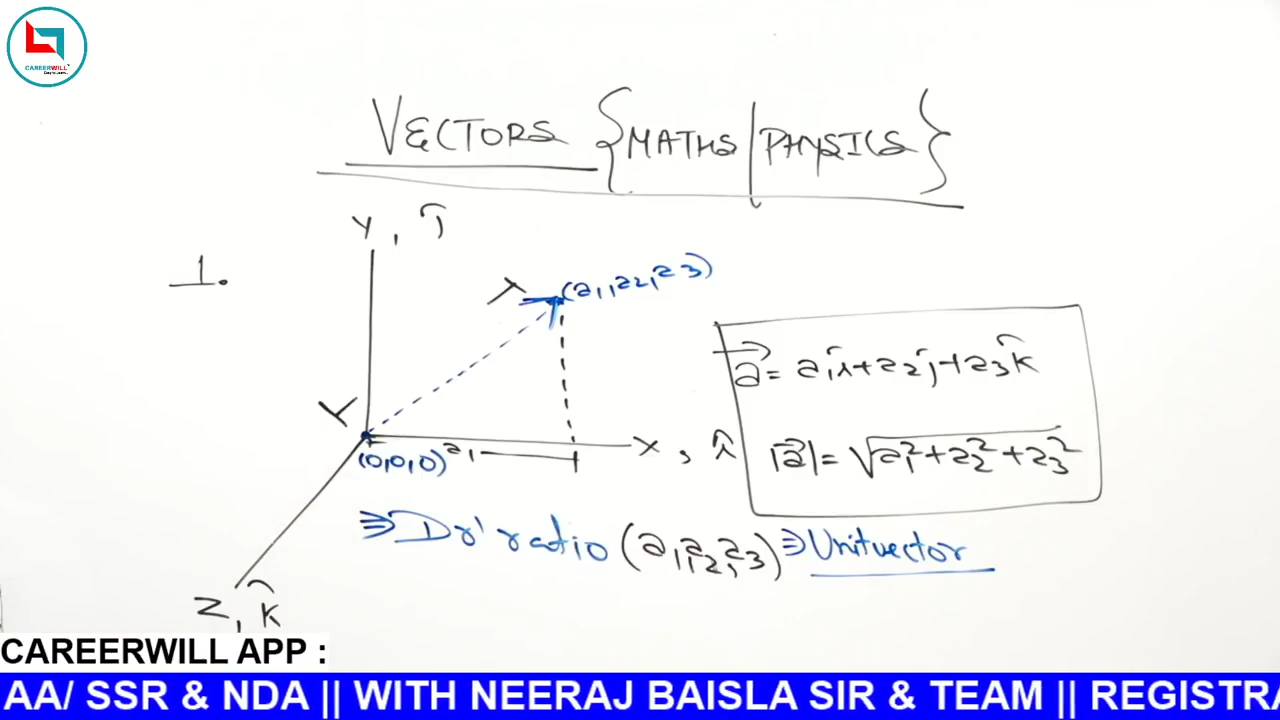 CAREERWILL
VECTORS {MATHS | PHYSICS}
Y, ĵ
1.
(a₁, a₂, a₃)
a⃗ = a₁î + a₂ĵ + a₃k̂
|a⃗| = √a₁² + a₂² + a₃²
X, î
(0,0,0) a₁
⇒ Dr' ratio (a₁, a₂, a₃) ⇒ Unitvector
Z, k̂
CAREERWILL APP :
AA/ SSR & NDA || WITH NEERAJ BAISLA SIR & TEAM || REGISTRA